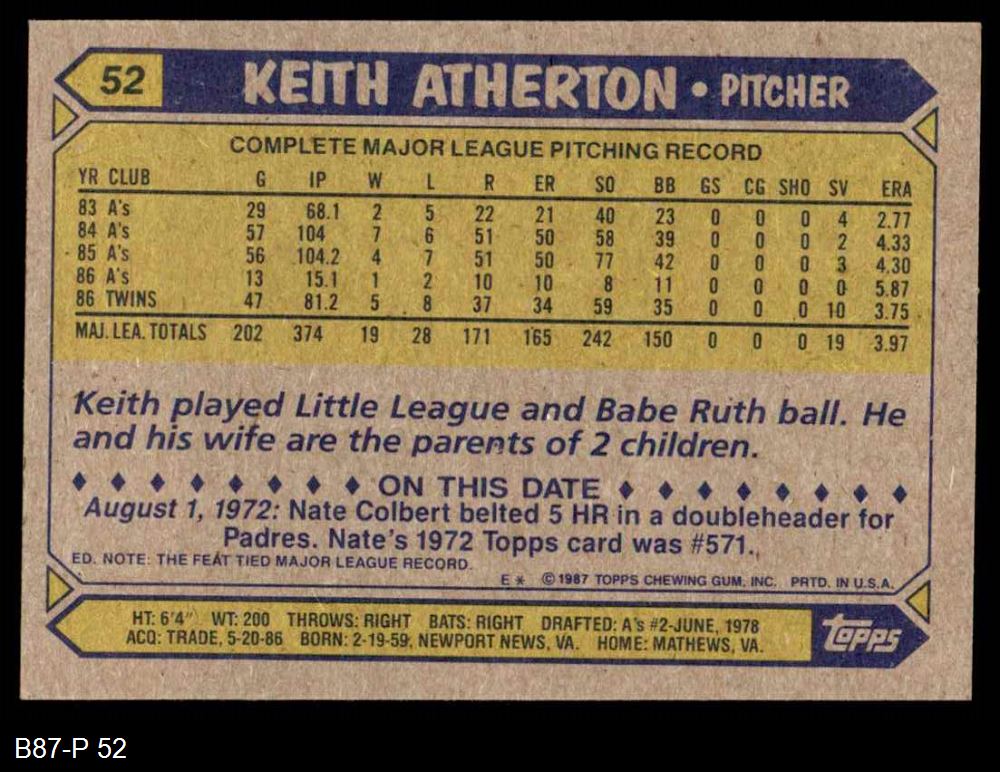 52 KEITH ATHERTON • PITCHER
COMPLETE MAJOR LEAGUE PITCHING RECORD
YR CLUB G IP W L R ER SO BB GS CG SHO SV ERA
83 A's 29 68.1 2 5 22 21 40 23 0 0 0 4 2.77
84 A's 57 104 7 6 51 50 58 39 0 0 0 2 4.33
85 A's 56 104.2 4 7 51 50 77 42 0 0 0 3 4.30
86 A's 13 15.1 1 2 10 10 8 11 0 0 0 0 5.87
86 TWINS 47 81.2 5 8 37 34 59 35 0 0 0 10 3.75
MAJ. LEA. TOTALS 202 374 19 28 171 165 242 150 0 0 0 19 3.97
Keith played Little League and Babe Ruth ball. He
and his wife are the parents of 2 children.
ON THIS DATE
August 1, 1972: Nate Colbert belted 5 HR in a doubleheader for
Padres. Nate's 1972 Topps card was #571.
ED. NOTE: THE FEAT TIED MAJOR LEAGUE RECORD.
E * © 1987 TOPPS CHEWING GUM, INC. PRTD. IN U.S.A.
HT: 6'4" WT: 200 THROWS: RIGHT BATS: RIGHT DRAFTED: A's #2-JUNE, 1978
ACQ: TRADE, 5-20-86 BORN: 2-19-59, NEWPORT NEWS, VA. HOME: MATHEWS, VA.
topps
B87-P 52